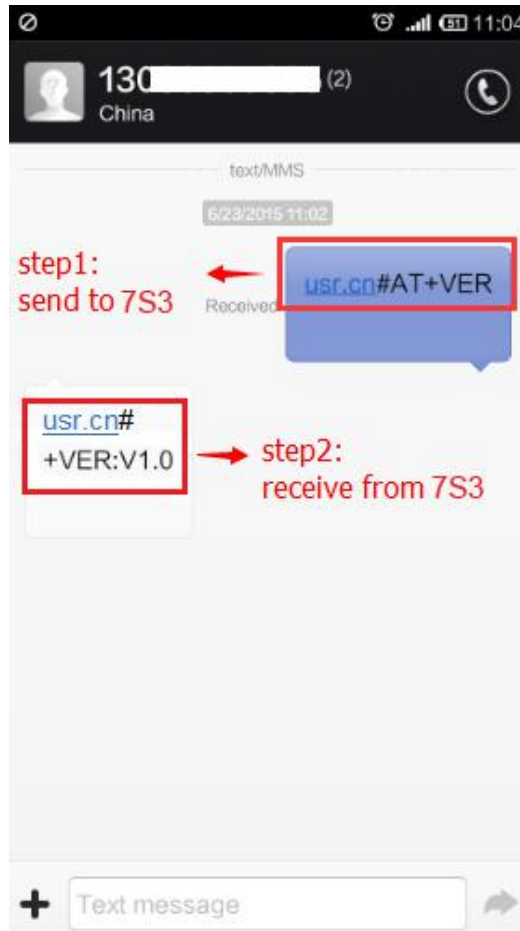 51 11:04
130 (2)
China
text/MMS
6/23/2015 11:02
step1:
send to 7S3
Received
usr.cn#AT+VER
usr.cn#
+VER:V1.0
step2:
receive from 7S3
Text message